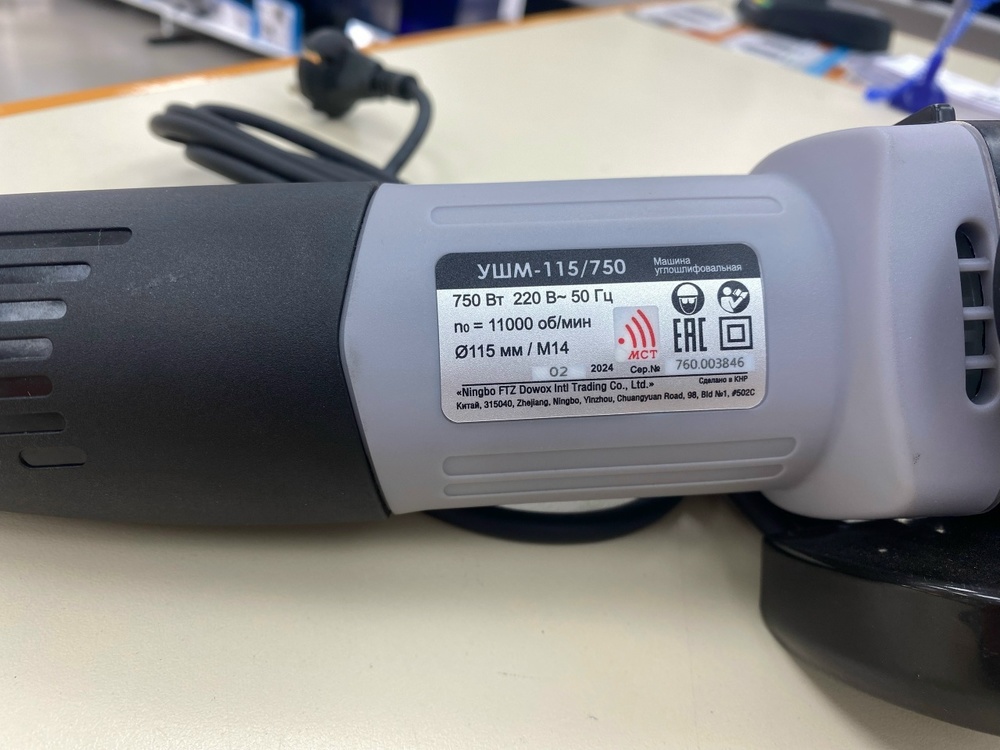 УШМ-115/750
Машина
углошлифовальная
750 Вт 220 В~ 50 Гц
n₀ = 11000 об/мин
Ø115 мм / М14
МСТ
ЕАС
02 2024 Сер.№ 760.003846
Сделано в КНР
«Ningbo FTZ Dowox Intl Trading Co., Ltd.»
Китай, 315040, Zhejiang, Ningbo, Yinzhou, Chuangyuan Road, 98, Bld №1, #502C